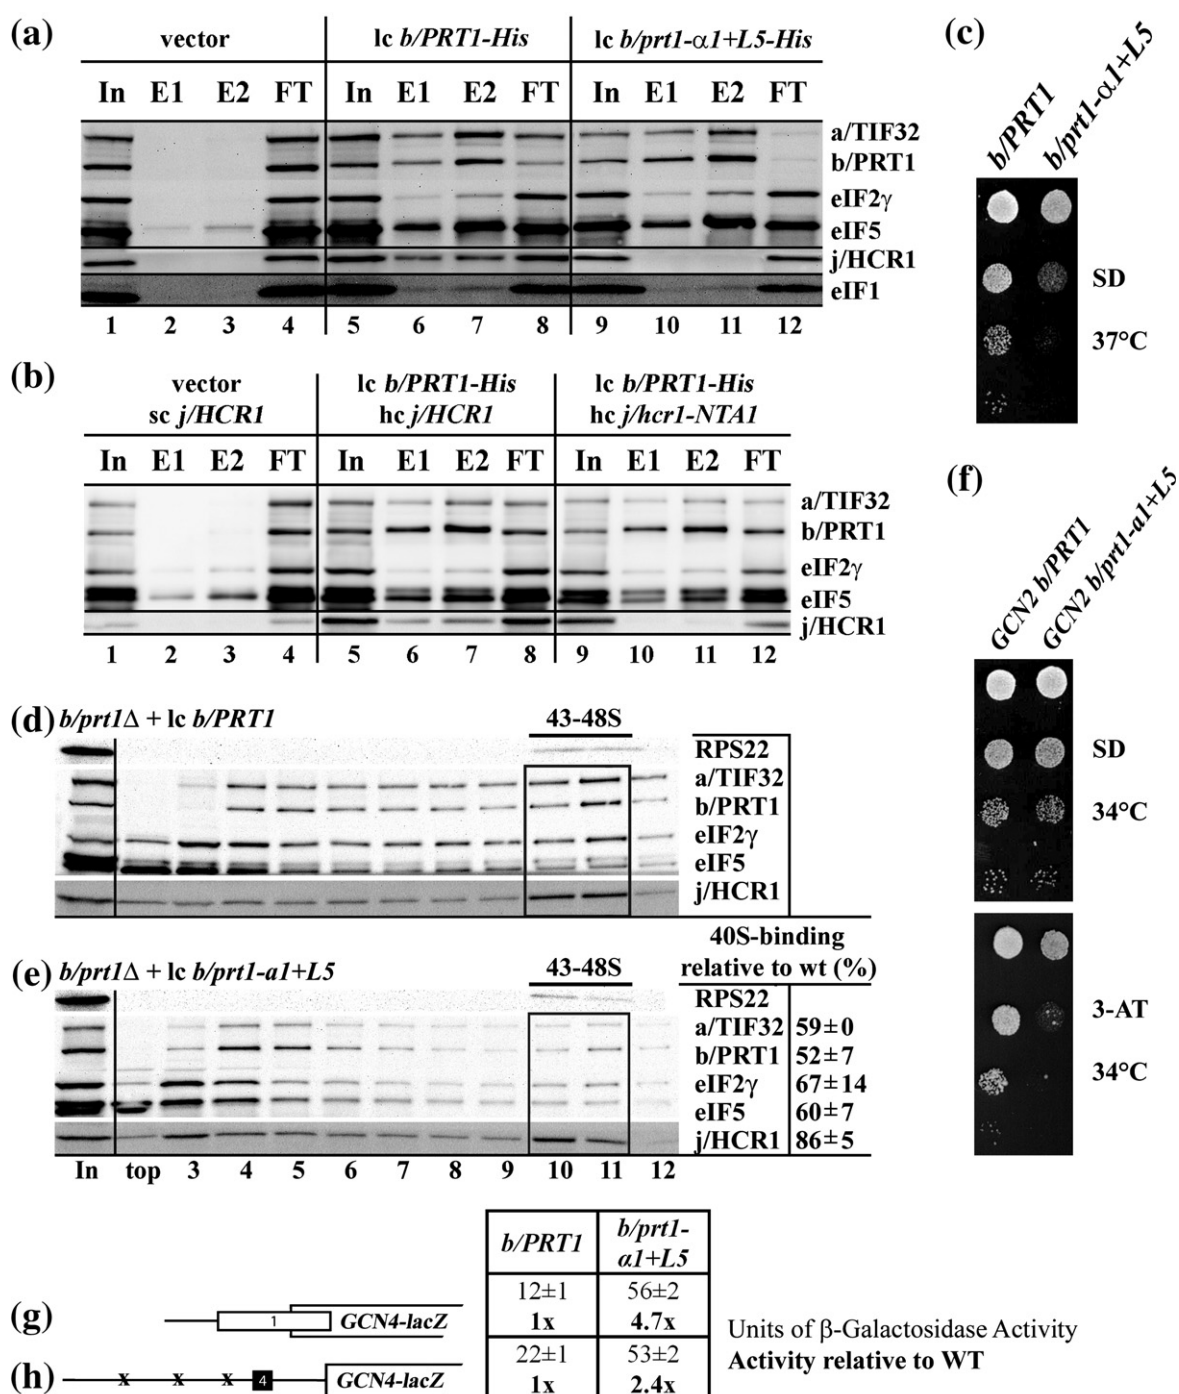 (a)
vector
lc b/PRT1-His
lc b/prt1-α1+L5-His
In E1 E2 FT In E1 E2 FT In E1 E2 FT
a/TIF32
b/PRT1
eIF2γ
eIF5
j/HCR1
eIF1
1 2 3 4 5 6 7 8 9 10 11 12
(b)
vector
sc j/HCR1
lc b/PRT1-His
hc j/HCR1
lc b/PRT1-His
hc j/hcr1-NTA1
In E1 E2 FT In E1 E2 FT In E1 E2 FT
a/TIF32
b/PRT1
eIF2γ
eIF5
j/HCR1
1 2 3 4 5 6 7 8 9 10 11 12
(c)
b/PRT1
b/prt1-α1+L5
SD
37°C
(d)
b/prt1Δ + lc b/PRT1
43-48S
RPS22
a/TIF32
b/PRT1
eIF2γ
eIF5
j/HCR1
(e)
b/prt1Δ + lc b/prt1-a1+L5
43-48S
40S-binding
relative to wt (%)
RPS22
a/TIF32 59±0
b/PRT1 52±7
eIF2γ 67±14
eIF5 60±7
j/HCR1 86±5
In top 3 4 5 6 7 8 9 10 11 12
(f)
GCN2 b/PRT1
GCN2 b/prt1-a1+L5
SD
34°C
3-AT
34°C
b/PRT1
b/prt1-
α1+L5
(g)
1 GCN4-lacZ
12±1 56±2
1x 4.7x
(h)
x x x 4 GCN4-lacZ
22±1 53±2
1x 2.4x
Units of β-Galactosidase Activity
Activity relative to WT